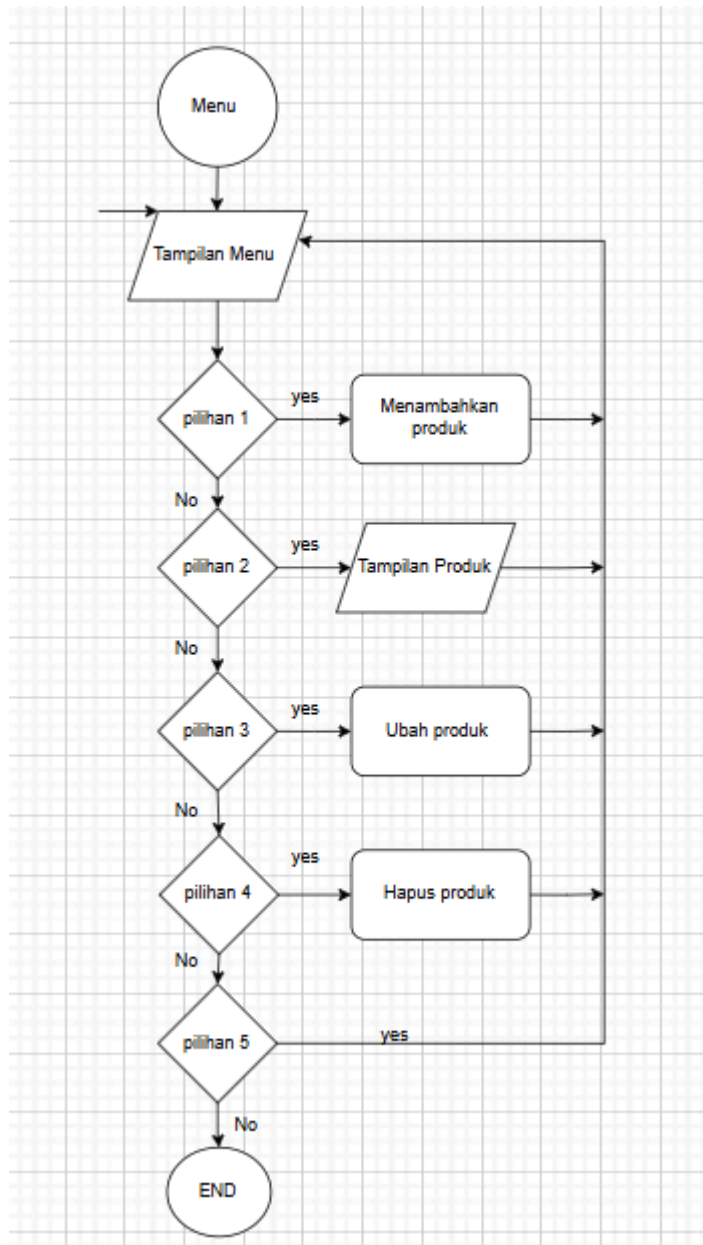 Menu
Tampilan Menu
pilihan 1
yes
Menambahkan
produk
No
pilihan 2
yes
Tampilan Produk
No
pilihan 3
yes
Ubah produk
No
pilihan 4
yes
Hapus produk
No
pilihan 5
yes
No
END